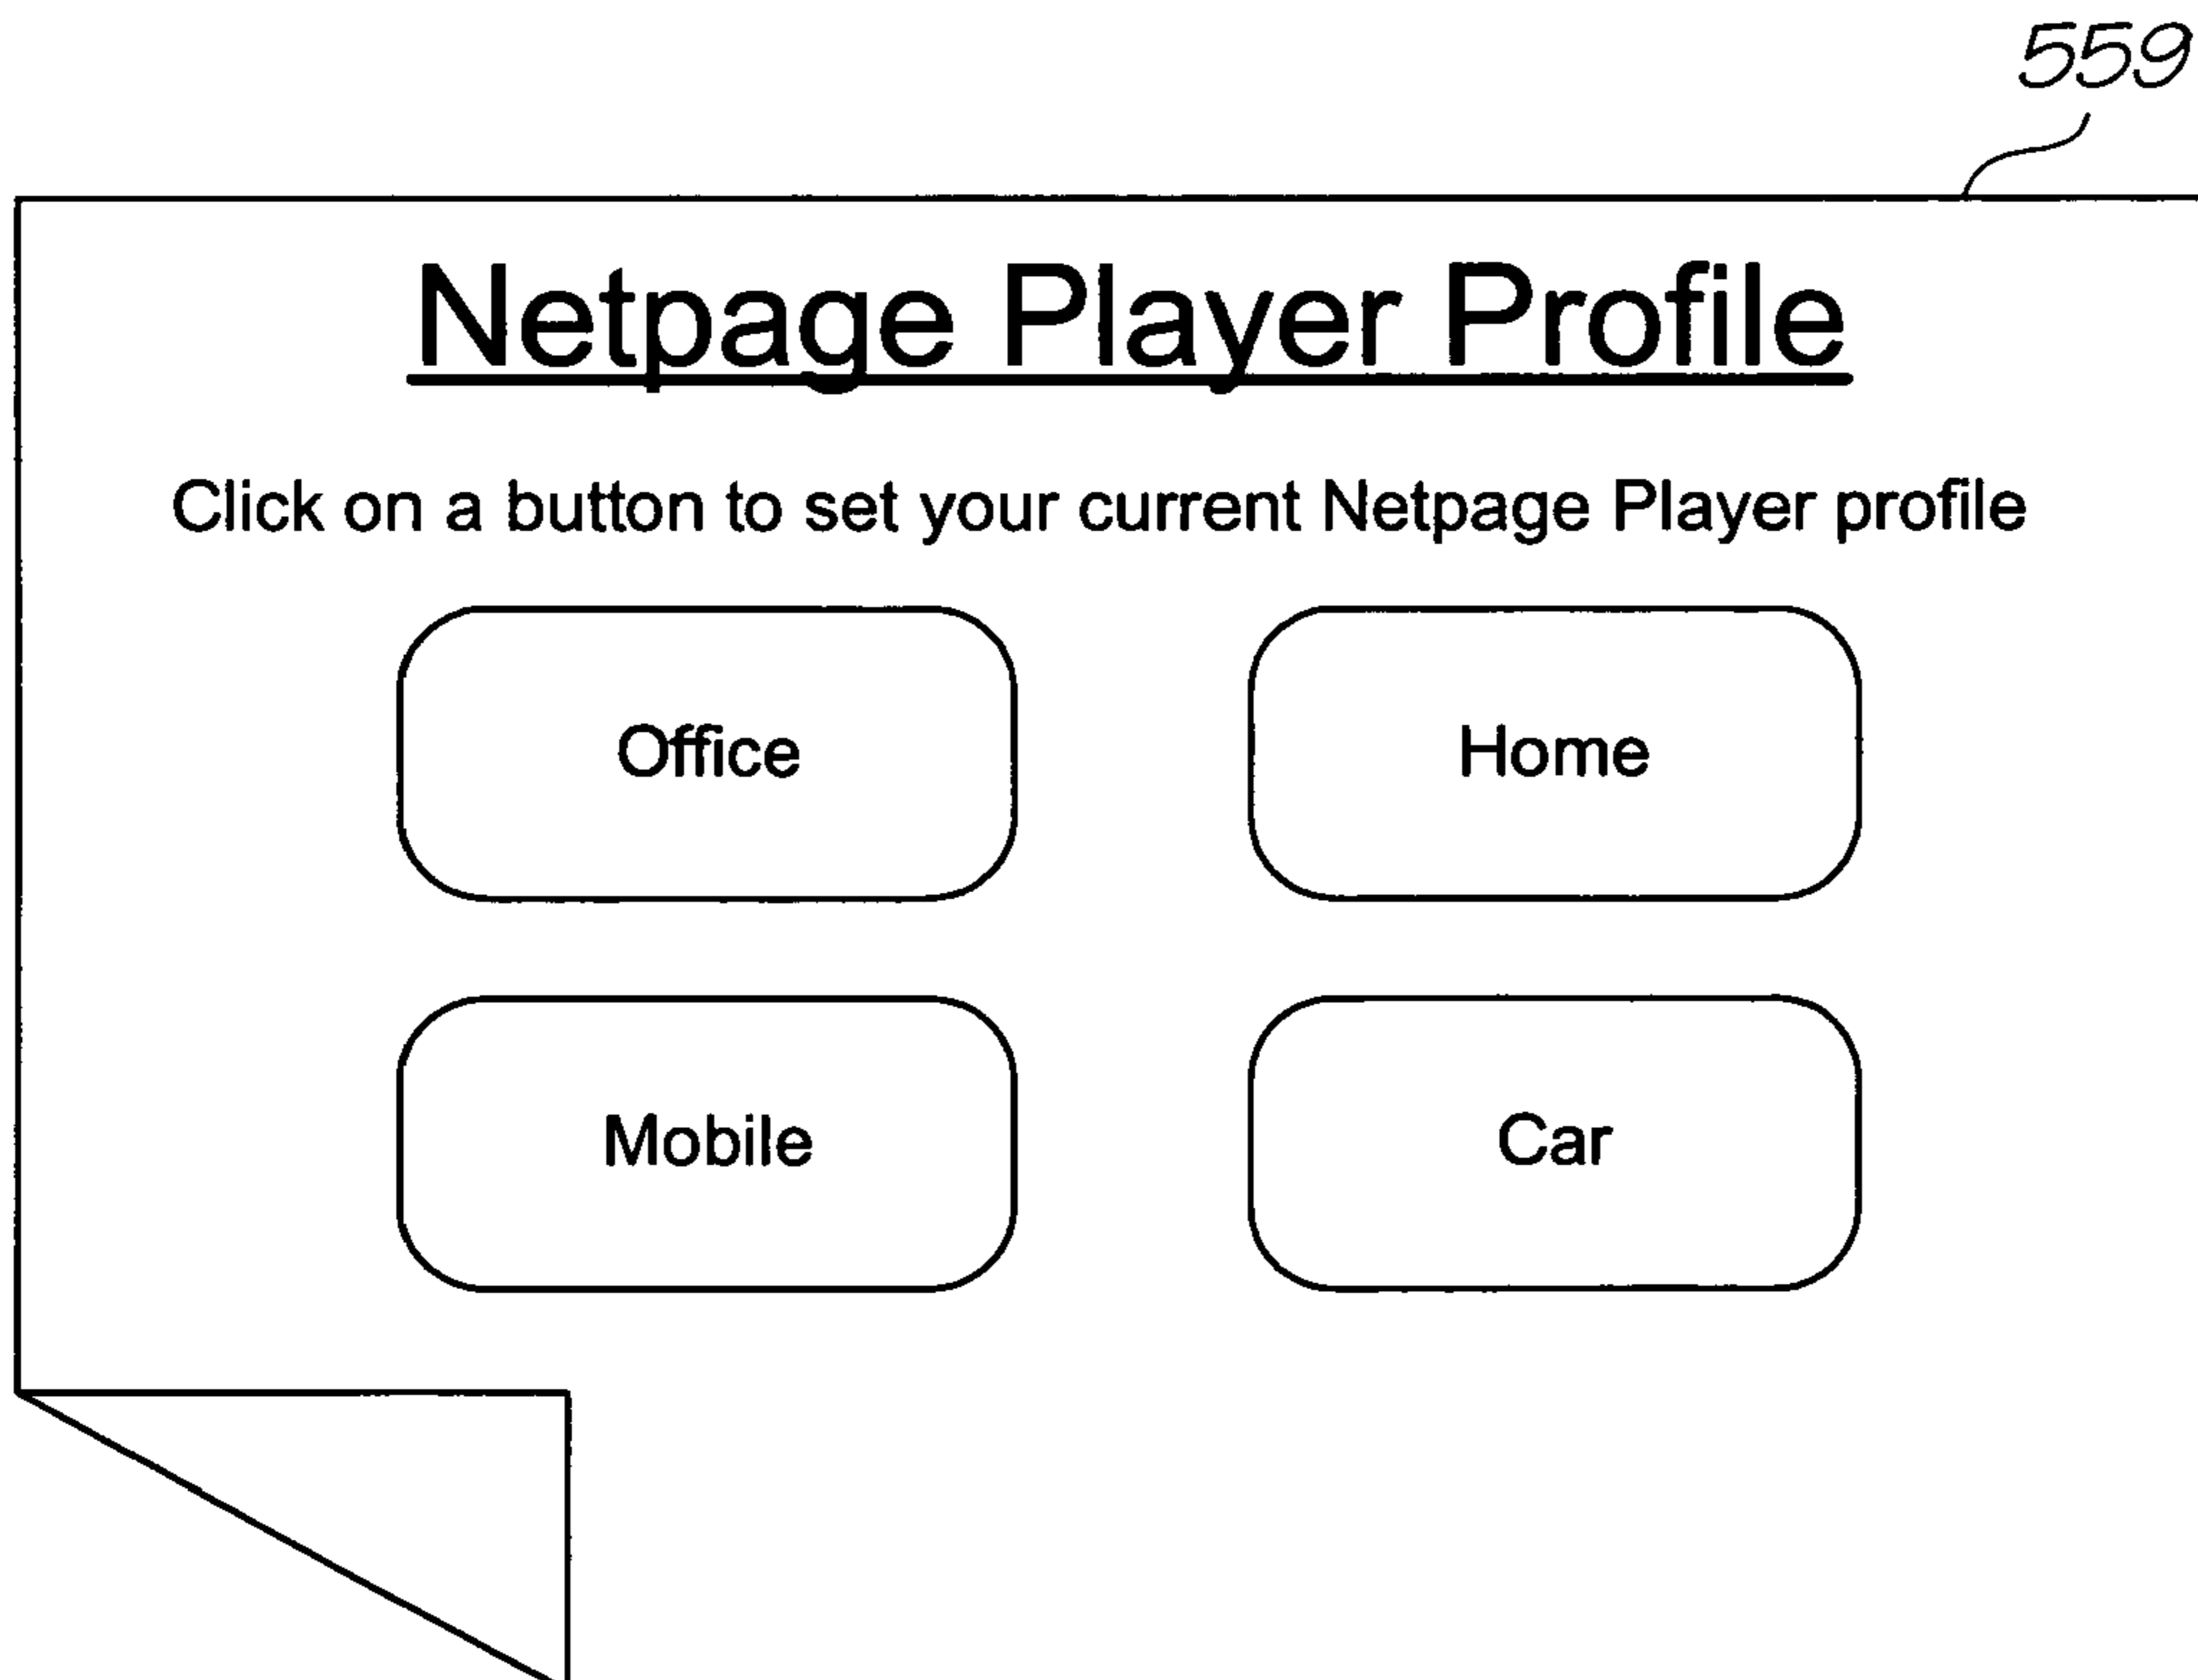 559
Netpage Player Profile
Click on a button to set your current Netpage Player profile
Office Home
Mobile Car